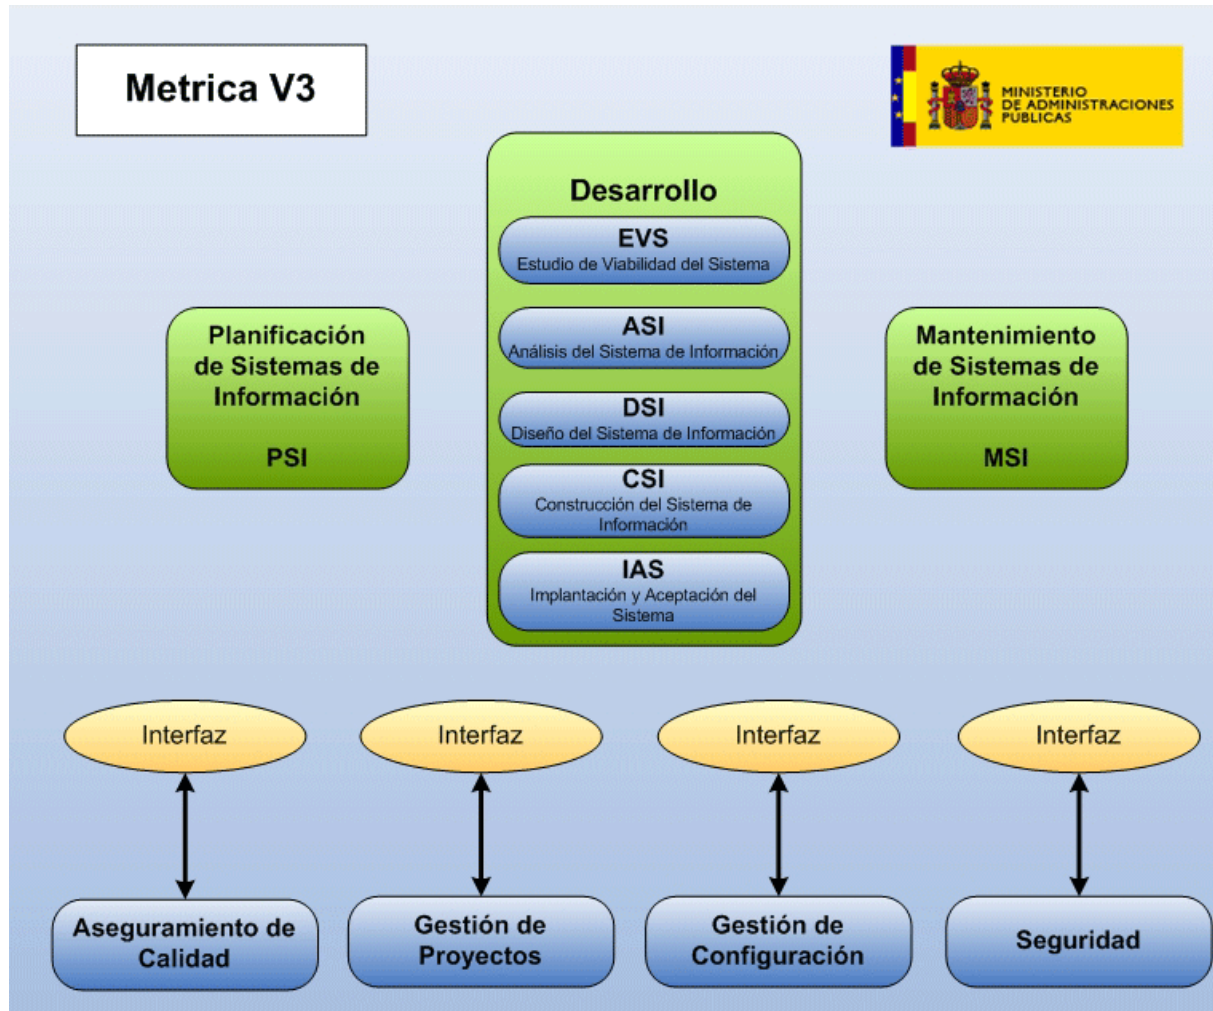 Metrica V3
MINISTERIO
DE ADMINISTRACIONES
PÚBLICAS
Desarrollo
EVS
Estudio de Viabilidad del Sistema
ASI
Análisis del Sistema de Información
DSI
Diseño del Sistema de Información
CSI
Construcción del Sistema de
Información
IAS
Implantación y Aceptación del
Sistema
Planificación
de Sistemas de
Información
PSI
Mantenimiento
de Sistemas de
Información
MSI
Interfaz
Interfaz
Interfaz
Interfaz
Aseguramiento de
Calidad
Gestión de
Proyectos
Gestión de
Configuración
Seguridad